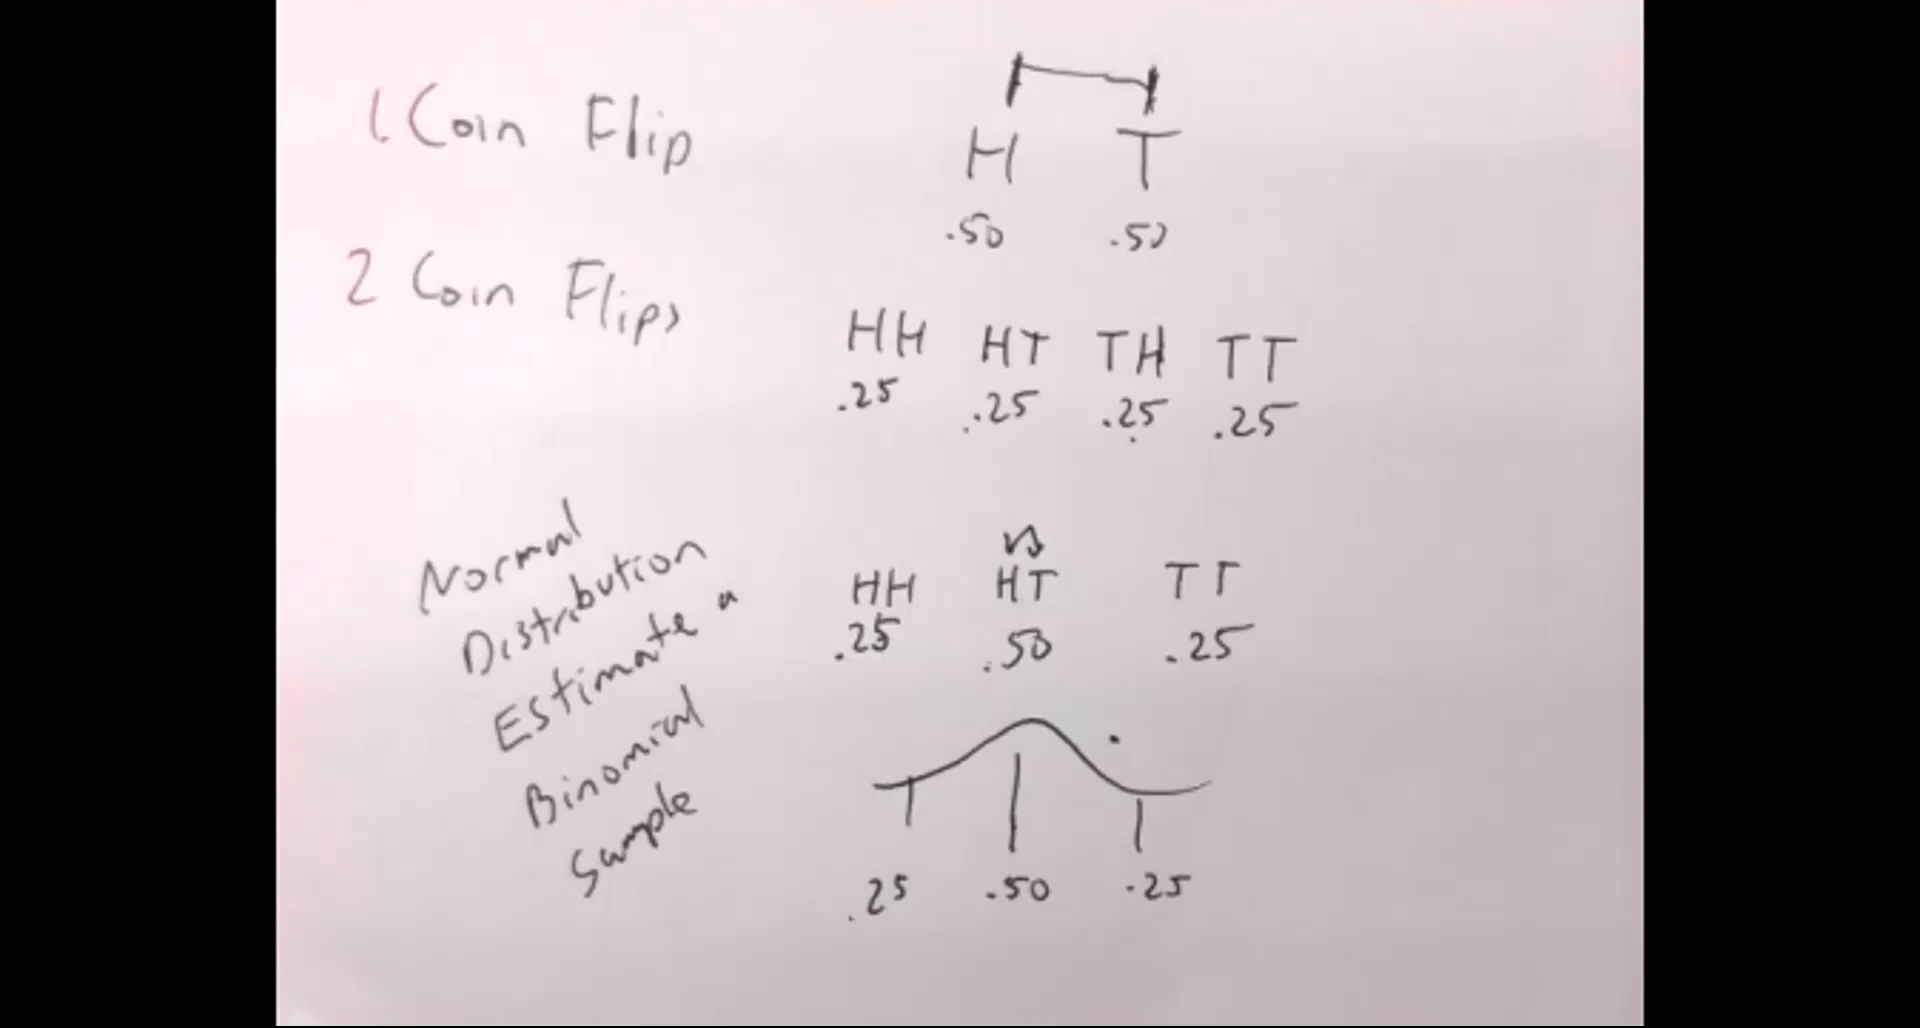 1 Coin Flip
H T
.50 .50
2 Coin Flips
HH HT TH TT
.25 .25 .25 .25
Normal
Distribution
Estimate a
Binomial
Sample
HH HT TT
.25 .50 .25
.25 .50 .25